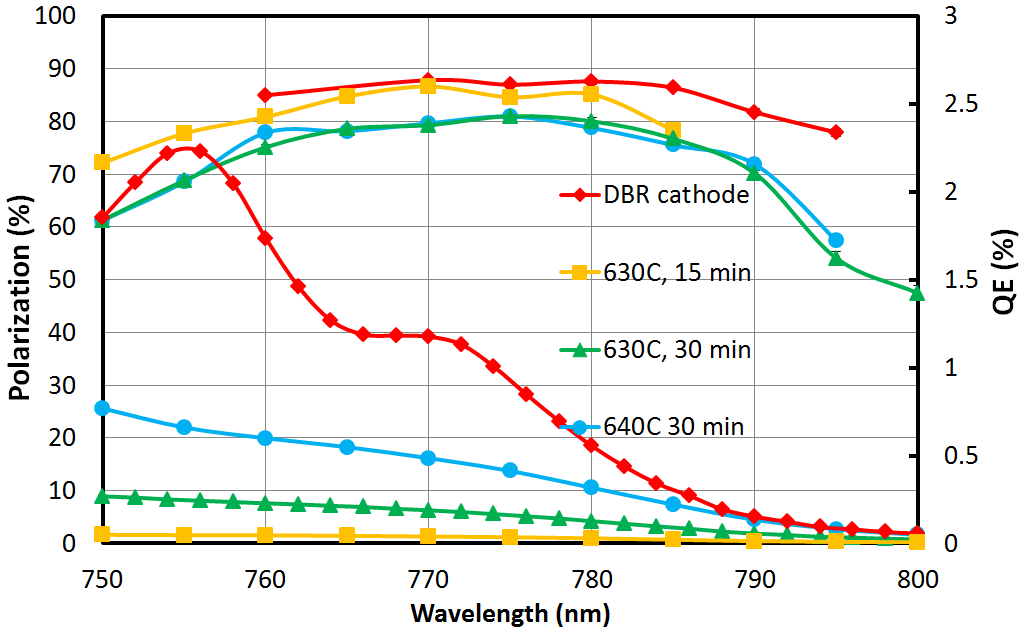 100
90
80
70
60
50
40
30
20
10
0
Polarization (%)
3
2.5
2
1.5
1
0.5
0
QE (%)
DBR cathode
630C, 15 min
630C, 30 min
640C 30 min
750 760 770 780 790 800
Wavelength (nm)